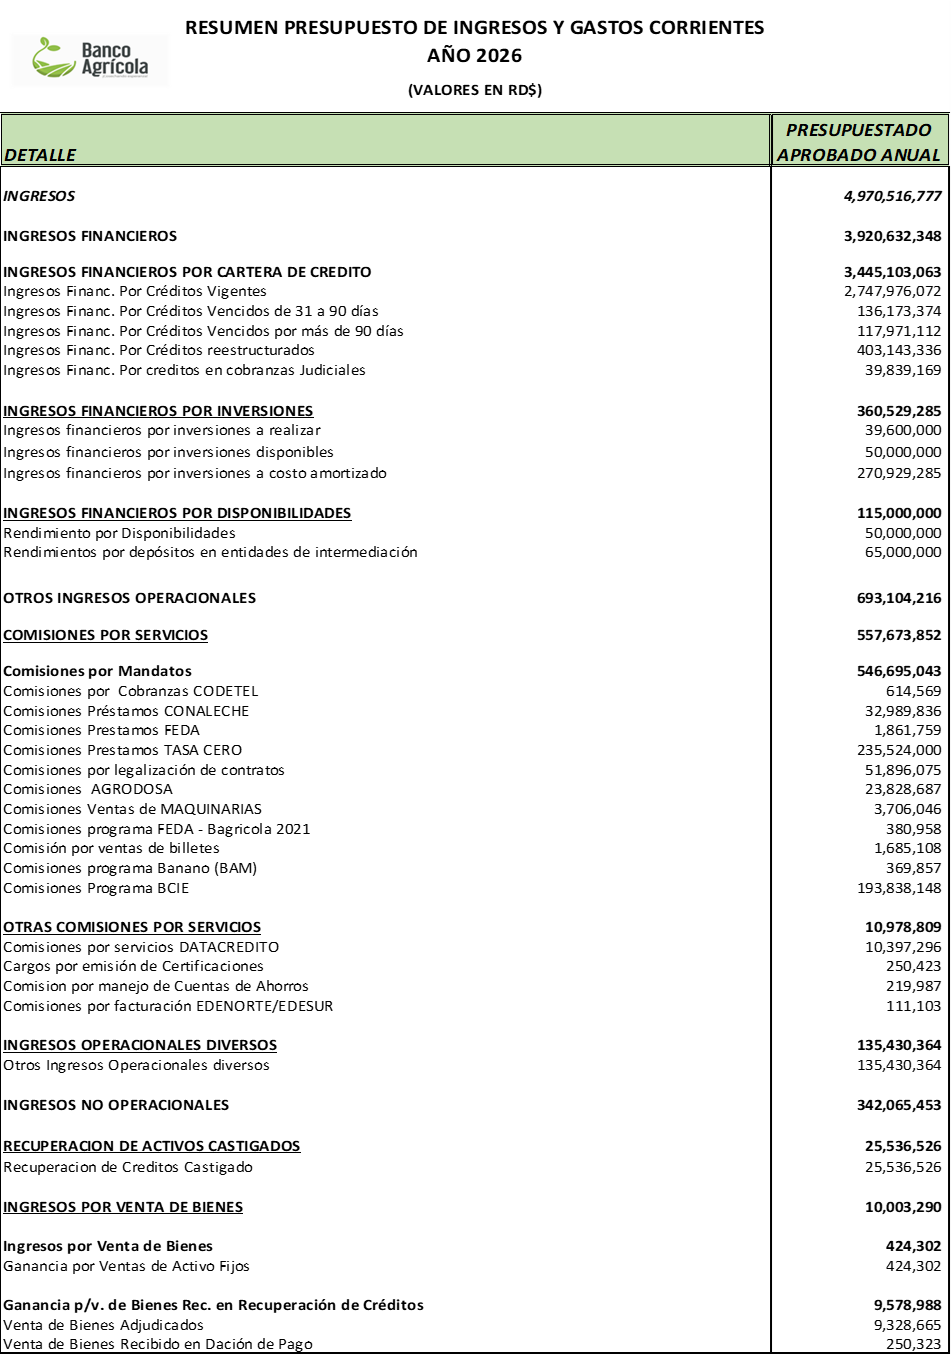 RESUMEN PRESUPUESTO DE INGRESOS Y GASTOS CORRIENTES
AÑO 2026
(VALORES EN RD$)
Banco
Agrícola
DETALLE PRESUPUESTADO
APROBADO ANUAL
INGRESOS 4,970,516,777
INGRESOS FINANCIEROS 3,920,632,348
INGRESOS FINANCIEROS POR CARTERA DE CREDITO 3,445,103,063
Ingresos Financ. Por Créditos Vigentes 2,747,976,072
Ingresos Financ. Por Créditos Vencidos de 31 a 90 días 136,173,374
Ingresos Financ. Por Créditos Vencidos por más de 90 días 117,971,112
Ingresos Financ. Por Créditos reestructurados 403,143,336
Ingresos Financ. Por creditos en cobranzas Judiciales 39,839,169
INGRESOS FINANCIEROS POR INVERSIONES 360,529,285
Ingresos financieros por inversiones a realizar 39,600,000
Ingresos financieros por inversiones disponibles 50,000,000
Ingresos financieros por inversiones a costo amortizado 270,929,285
INGRESOS FINANCIEROS POR DISPONIBILIDADES 115,000,000
Rendimiento por Disponibilidades 50,000,000
Rendimientos por depósitos en entidades de intermediación 65,000,000
OTROS INGRESOS OPERACIONALES 693,104,216
COMISIONES POR SERVICIOS 557,673,852
Comisiones por Mandatos 546,695,043
Comisiones por Cobranzas CODETEL 614,569
Comisiones Préstamos CONALECHE 32,989,836
Comisiones Prestamos FEDA 1,861,759
Comisiones Prestamos TASA CERO 235,524,000
Comisiones por legalización de contratos 51,896,075
Comisiones AGRODOSA 23,828,687
Comisiones Ventas de MAQUINARIAS 3,706,046
Comisiones programa FEDA - Bagricola 2021 380,958
Comisión por ventas de billetes 1,685,108
Comisiones programa Banano (BAM) 369,857
Comisiones Programa BCIE 193,838,148
OTRAS COMISIONES POR SERVICIOS 10,978,809
Comisiones por servicios DATACREDITO 10,397,296
Cargos por emisión de Certificaciones 250,423
Comision por manejo de Cuentas de Ahorros 219,987
Comisiones por facturación EDENORTE/EDESUR 111,103
INGRESOS OPERACIONALES DIVERSOS 135,430,364
Otros Ingresos Operacionales diversos 135,430,364
INGRESOS NO OPERACIONALES 342,065,453
RECUPERACION DE ACTIVOS CASTIGADOS 25,536,526
Recuperacion de Creditos Castigado 25,536,526
INGRESOS POR VENTA DE BIENES 10,003,290
Ingresos por Venta de Bienes 424,302
Ganancia por Ventas de Activo Fijos 424,302
Ganancia p/v. de Bienes Rec. en Recuperación de Créditos 9,578,988
Venta de Bienes Adjudicados 9,328,665
Venta de Bienes Recibido en Dación de Pago 250,323